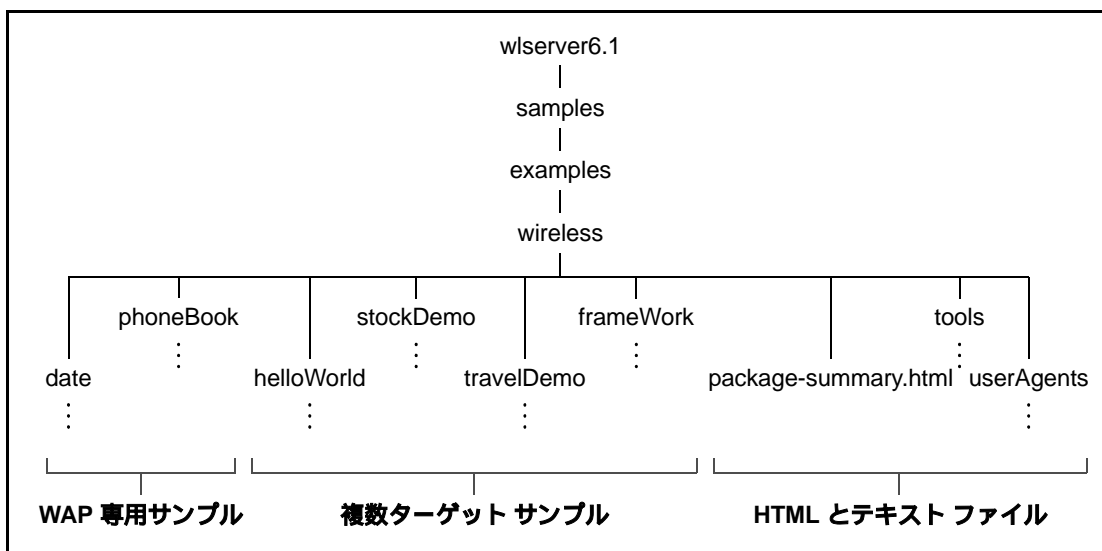 wlserver6.1
samples
examples
wireless
phoneBook stockDemo frameWork tools
date helloWorld travelDemo package-summary.html userAgents
WAP 専用サンプル 複数ターゲット サンプル HTML とテキスト ファイル